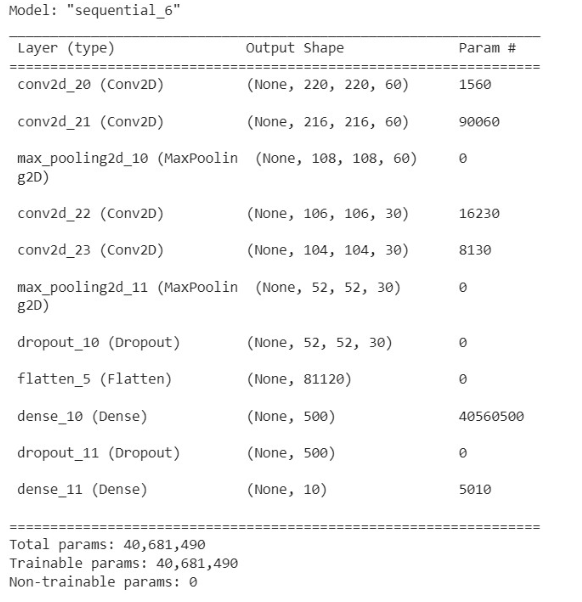 Model: "sequential_6"
Layer (type) Output Shape Param #
conv2d_20 (Conv2D) (None, 220, 220, 60) 1560
conv2d_21 (Conv2D) (None, 216, 216, 60) 90060
max_pooling2d_10 (MaxPoolin (None, 108, 108, 60) 0
g2D)
conv2d_22 (Conv2D) (None, 106, 106, 30) 16230
conv2d_23 (Conv2D) (None, 104, 104, 30) 8130
max_pooling2d_11 (MaxPoolin (None, 52, 52, 30) 0
g2D)
dropout_10 (Dropout) (None, 52, 52, 30) 0
flatten_5 (Flatten) (None, 81120) 0
dense_10 (Dense) (None, 500) 40560500
dropout_11 (Dropout) (None, 500) 0
dense_11 (Dense) (None, 10) 5010
Total params: 40,681,490
Trainable params: 40,681,490
Non-trainable params: 0